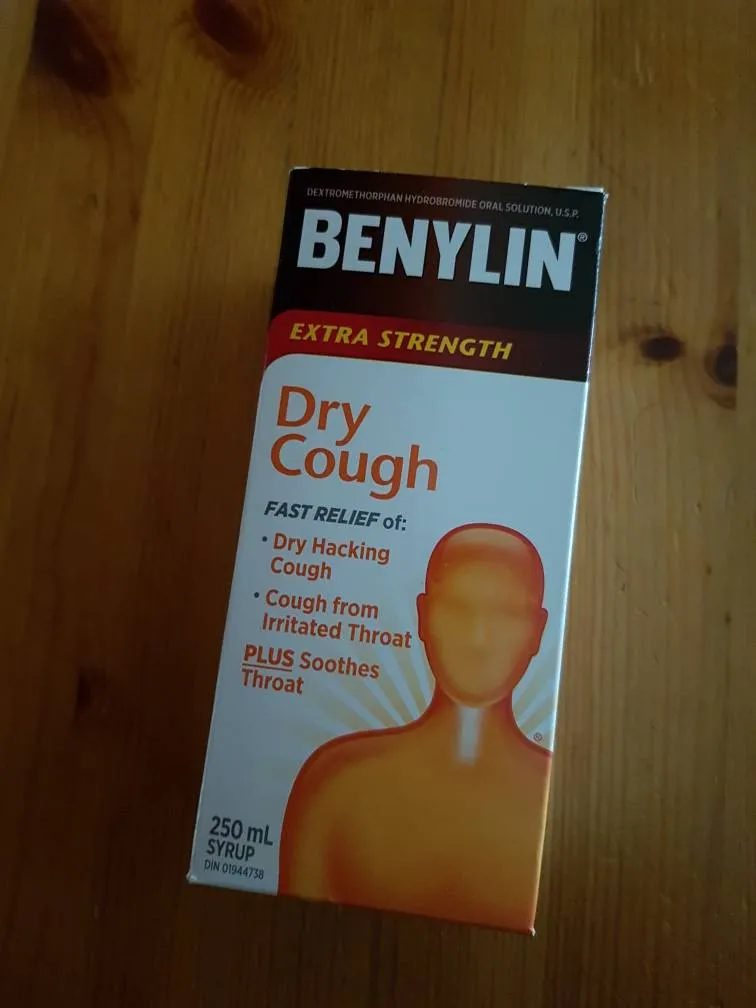 DEXTROMETHORPHAN HYDROBROMIDE ORAL SOLUTION, U.S.P.
BENYLIN®
EXTRA STRENGTH
Dry
Cough
FAST RELIEF of:
• Dry Hacking
Cough
• Cough from
Irritated Throat
PLUS Soothes
Throat
®
250 mL
SYRUP
DIN 01944738